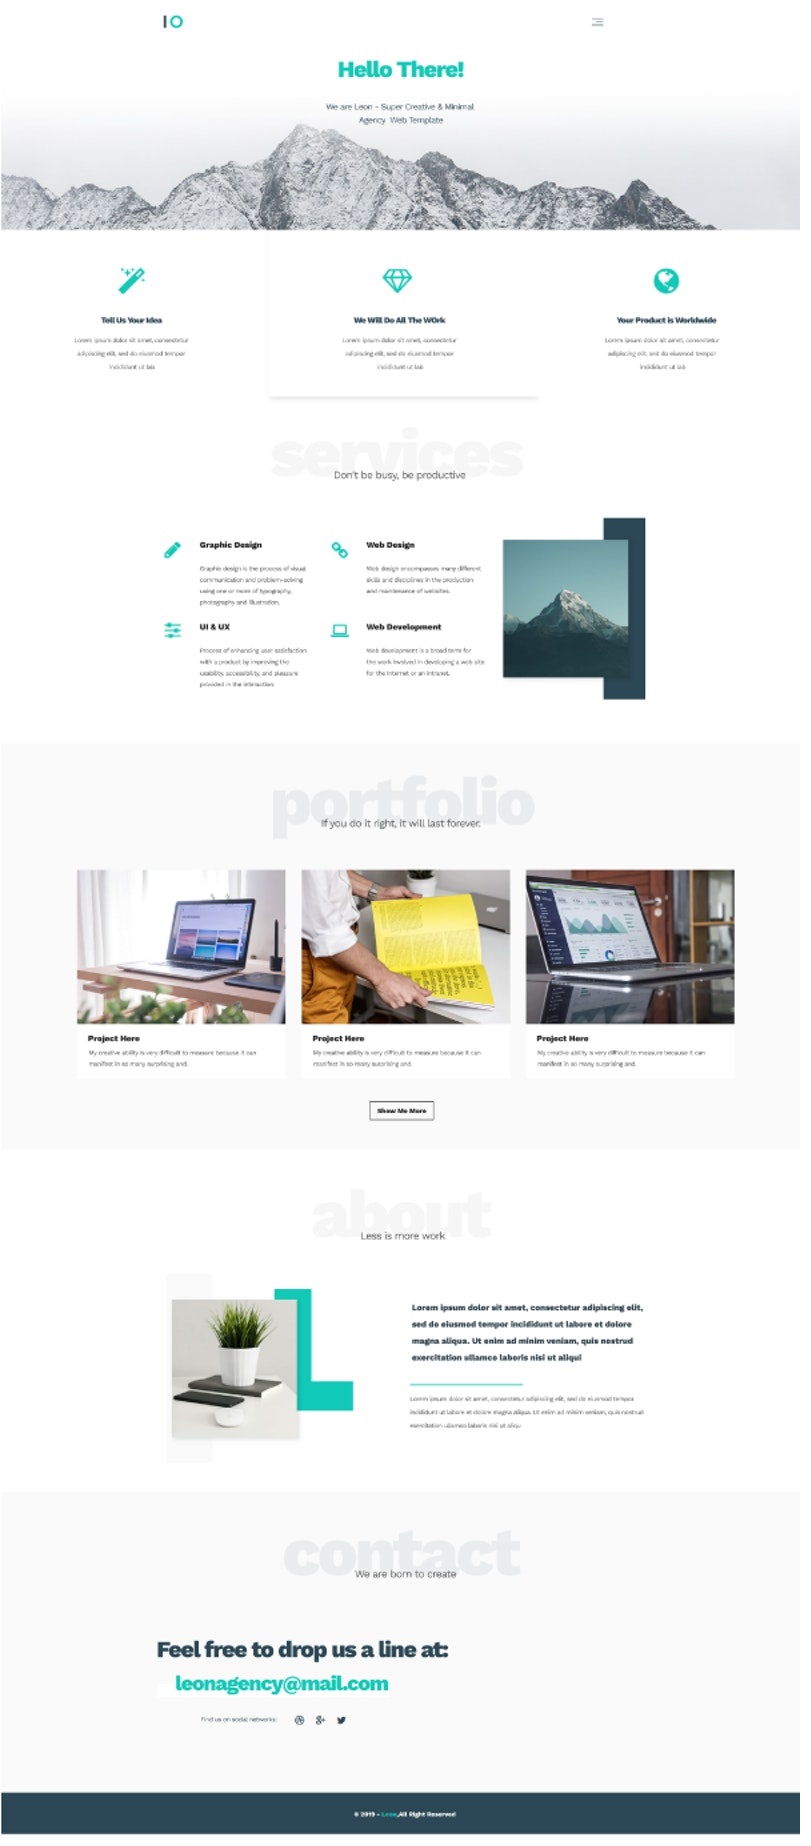 IO
Hello There!
We are Leon - Super Creative & Minimal
Agency Web Template
Tell Us Your Idea
Lorem ipsum dolor sit amet, consectetur
adipiscing elit, sed do eiusmod tempor
incididunt ut lab
We Will Do All The WOrk
Lorem ipsum dolor sit amet, consectetur
adipiscing elit, sed do eiusmod tempor
incididunt ut lab
Your Product is Worldwide
Lorem ipsum dolor sit amet, consectetur
adipiscing elit, sed do eiusmod tempor
incididunt ut lab
services
Don't be busy, be productive
Graphic Design
Graphic design is the process of visual
communication and problem-solving
using one or more of typography,
photography and illustration.
Web Design
Web design encompasses many different
skills and disciplines in the production
and maintenance of websites.
UI & UX
Process of enhancing user satisfaction
with a product by improving the
usability, accessibility, and pleasure
provided in the interaction.
Web Development
Web development is a broad term for
the work involved in developing a web site
for the Internet or an intranet.
portfolio
If you do it right, it will last forever.
Project Here
My creative ability is very difficult to measure because it can
manifest in so many surprising and.
Project Here
My creative ability is very difficult to measure because it can
manifest in so many surprising and.
Project Here
My creative ability is very difficult to measure because it can
manifest in so many surprising and.
Show Me More
about
Less is more work
Lorem ipsum dolor sit amet, consectetur adipiscing elit,
sed do eiusmod tempor incididunt ut labore et dolore
magna aliqua. Ut enim ad minim veniam, quis nostrud
exercitation ullamco laboris nisi ut aliqui
Lorem ipsum dolor sit amet, consectetur adipiscing elit, sed do eiusmod tempor
incididunt ut labore et dolore magna aliqua. Ut enim ad minim veniam, quis nostrud
exercitation ullamco laboris nisi ut aliqu
contact
We are born to create
Feel free to drop us a line at:
leonagency@mail.com
Find us on social networks:
© 2019 - Leon,All Right Reserved